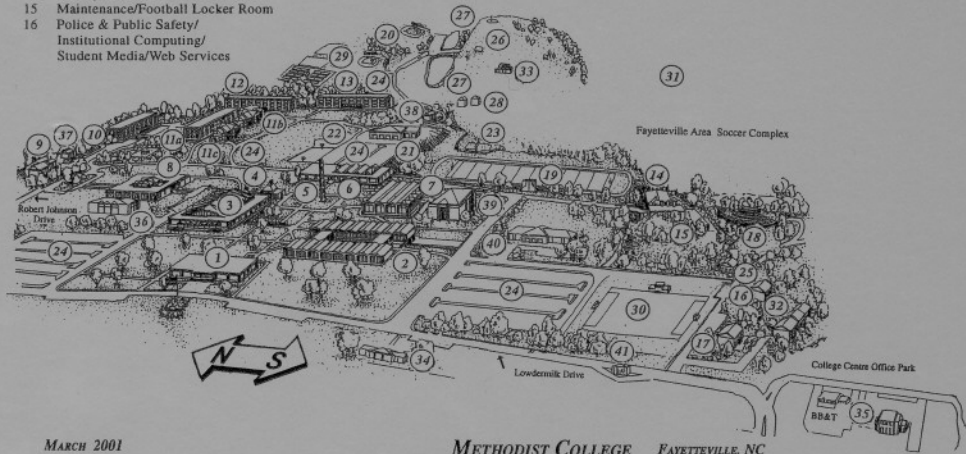 15 Maintenance/Football Locker Room
16 Police & Public Safety/
Institutional Computing/
Student Media/Web Services
27
20
26
29
33
31
12
13
24
27
28
38
Fayetteville Area Soccer Complex
9
37
10
11a
11b
22
23
11c
24
24
21
8
4
5
6
7
19
14
Robert Johnson
Drive
3
39
36
15
18
24
1
2
40
24
25
16
32
30
N S
34
17
41
Lowdermilk Drive
College Centre Office Park
BB&T
35
MARCH 2001
METHODIST COLLEGE FAYETTEVILLE, NC